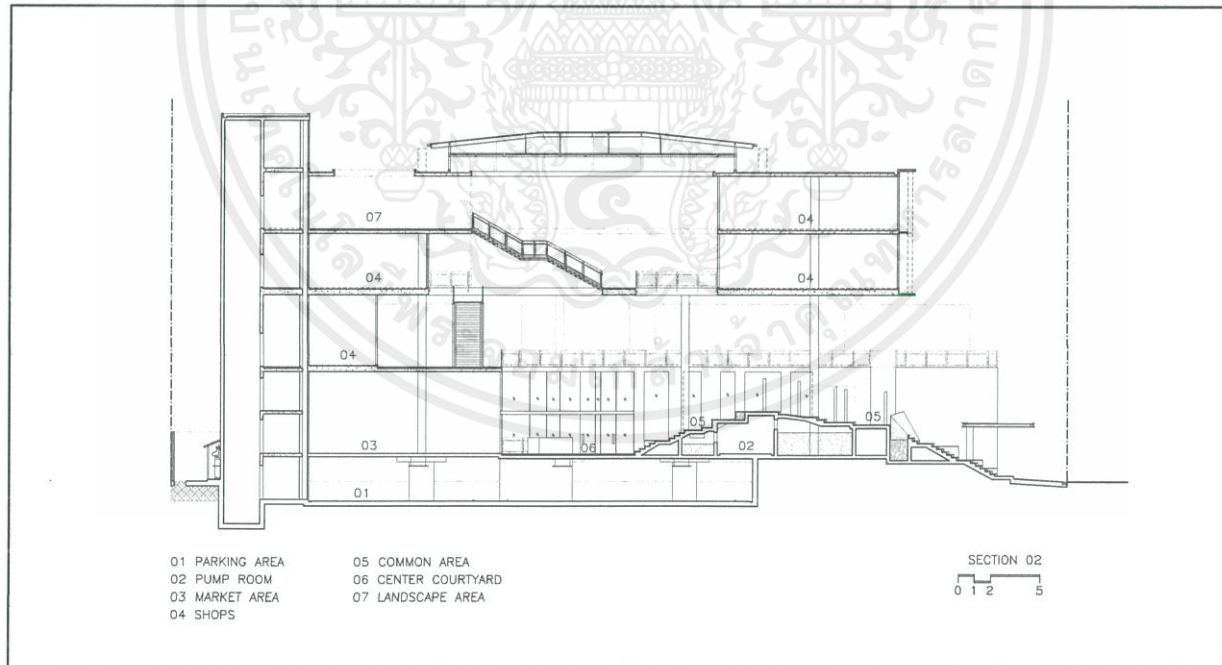 07
04
04
04
04
03
06
05
02
05
01
01 PARKING AREA
02 PUMP ROOM
03 MARKET AREA
04 SHOPS
05 COMMON AREA
06 CENTER COURTYARD
07 LANDSCAPE AREA
SECTION 02
0 1 2 5